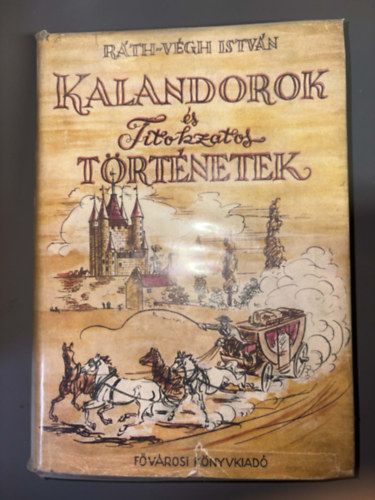 RÁTH-VÉGH ISTVÁN
KALANDOROK
és
Titokzatos
TÖRTÉNETEK
FŐVÁROSI KÖNYVKIADÓ